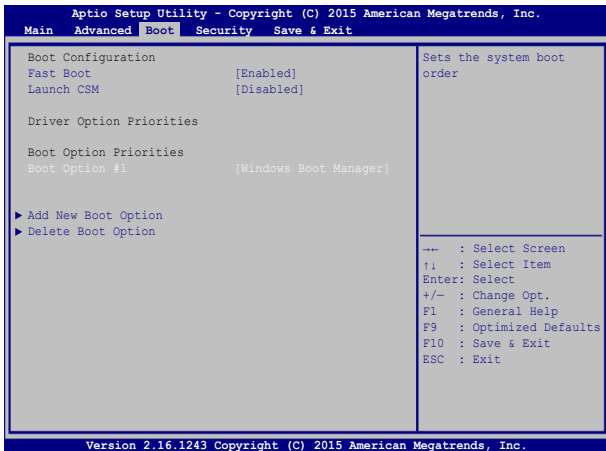 Aptio Setup Utility - Copyright (C) 2015 American Megatrends, Inc.
Main Advanced Boot Security Save & Exit
Boot Configuration
Fast Boot [Enabled]
Launch CSM [Disabled]
Driver Option Priorities
Boot Option Priorities
Boot Option #1 [Windows Boot Manager]
▶ Add New Boot Option
▶ Delete Boot Option
Sets the system boot
order
→← : Select Screen
↑↓ : Select Item
Enter: Select
+/— : Change Opt.
F1 : General Help
F9 : Optimized Defaults
F10 : Save & Exit
ESC : Exit
Version 2.16.1243 Copyright (C) 2015 American Megatrends, Inc.